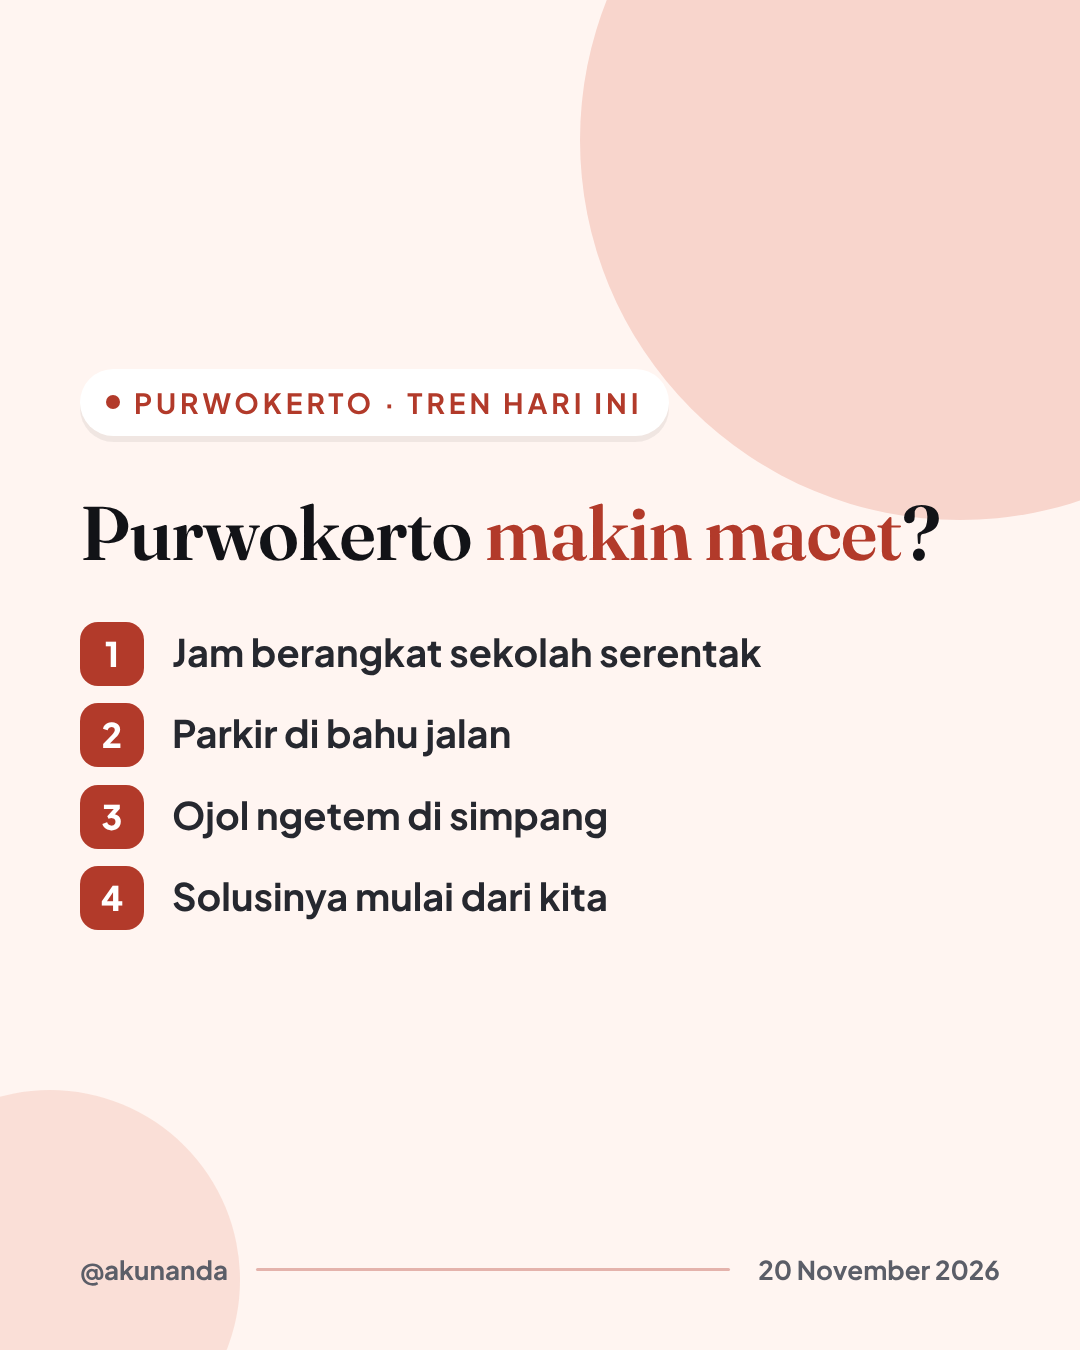 PURWOKERTO · TREN HARI INI
Purwokerto makin macet?
1 Jam berangkat sekolah serentak
2 Parkir di bahu jalan
3 Ojol ngetem di simpang
4 Solusinya mulai dari kita
@akunanda 20 November 2026